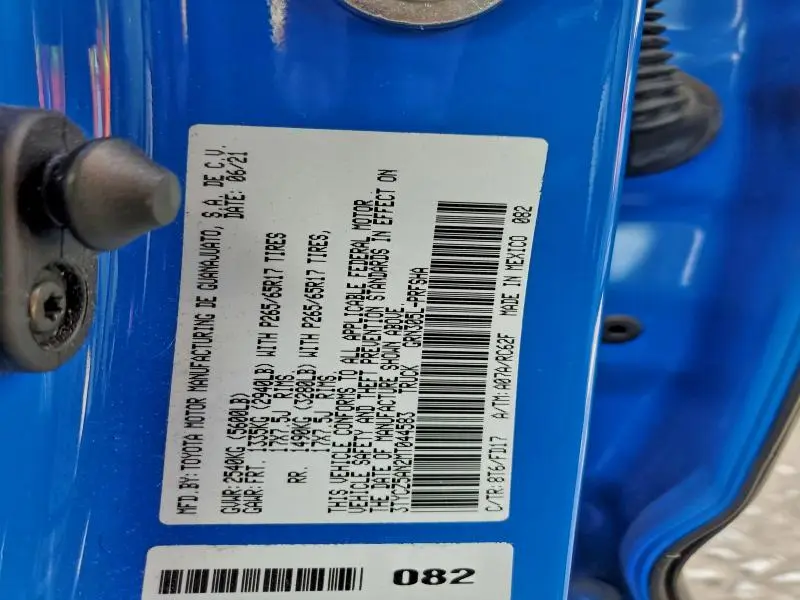 MFD.BY:TOYOTA MOTOR MANUFACTURING DE GUANAJUATO, S.A. DE C.V.
DATE: 06/21
GVWR:2540KG (5600LB)
GAWR:FRT. 1335KG (2940LB) WITH P265/65R17 TIRES
17X7.5J RIMS,
RR. 1490KG (3280LB) WITH P265/65R17 TIRES,
17X7.5J RIMS.
THIS VEHICLE CONFORMS TO ALL APPLICABLE FEDERAL MOTOR
VEHICLE SAFETY AND THEFT PREVENTION STANDARDS IN EFFECT ON
THE DATE OF MANUFACTURE SHOWN ABOVE.
3TYCZ5AN2MT044583 TRUCK GRN305L-PRFSHA
C/TR:8T6/FD17 A/TM:A07A/AC62F MADE IN MEXICO 082
082